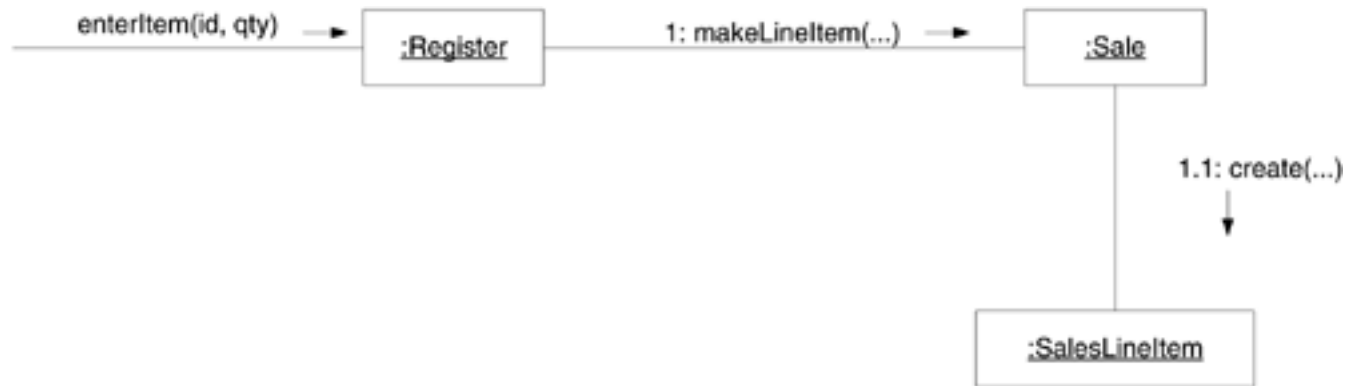 enterItem(id, qty)
:Register
1: makeLineItem(...)
:Sale
1.1: create(...)
:SalesLineItem